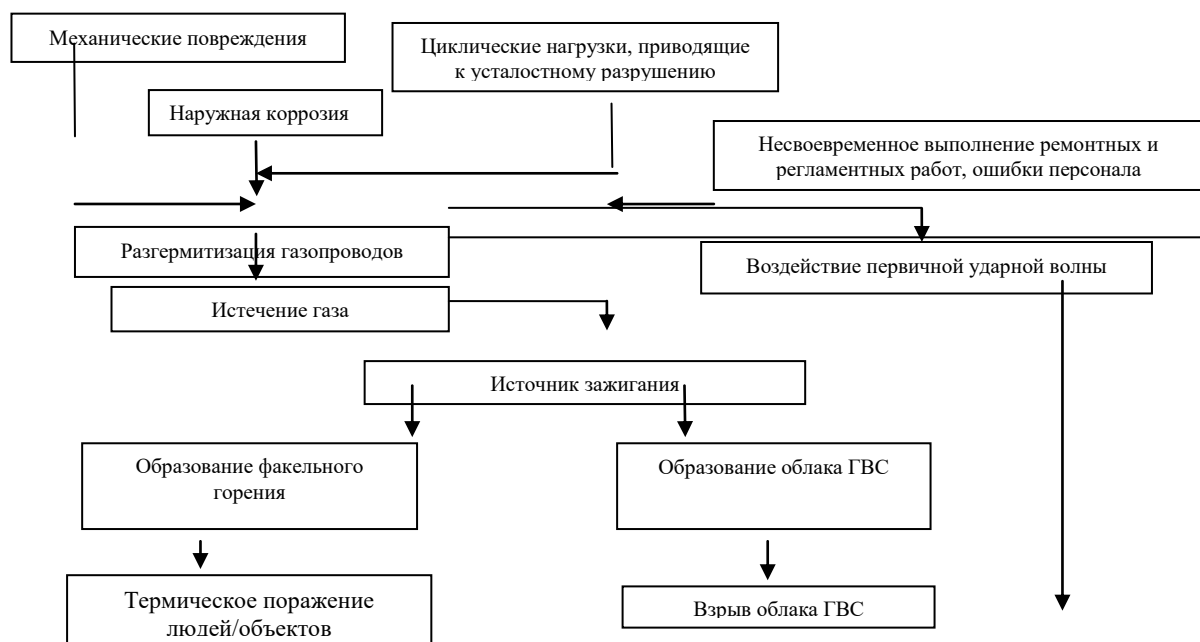 Механические повреждения
Циклические нагрузки, приводящие
к усталостному разрушению
Наружная коррозия
Несвоевременное выполнение ремонтных и
регламентных работ, ошибки персонала
Разгермитизация газопроводов
Воздействие первичной ударной волны
Истечение газа
Источник зажигания
Образование факельного
горения
Образование облака ГВС
Термическое поражение
людей/объектов
Взрыв облака ГВС